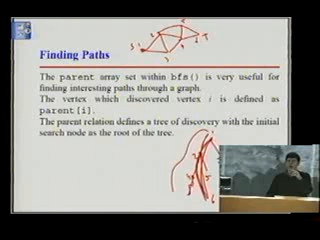 Finding Paths
The parent array set within bfs() is very useful for
finding interesting paths through a graph.
The vertex which discovered vertex i is defined as
parent[i].
The parent relation defines a tree of discovery with the initial
search node as the root of the tree.